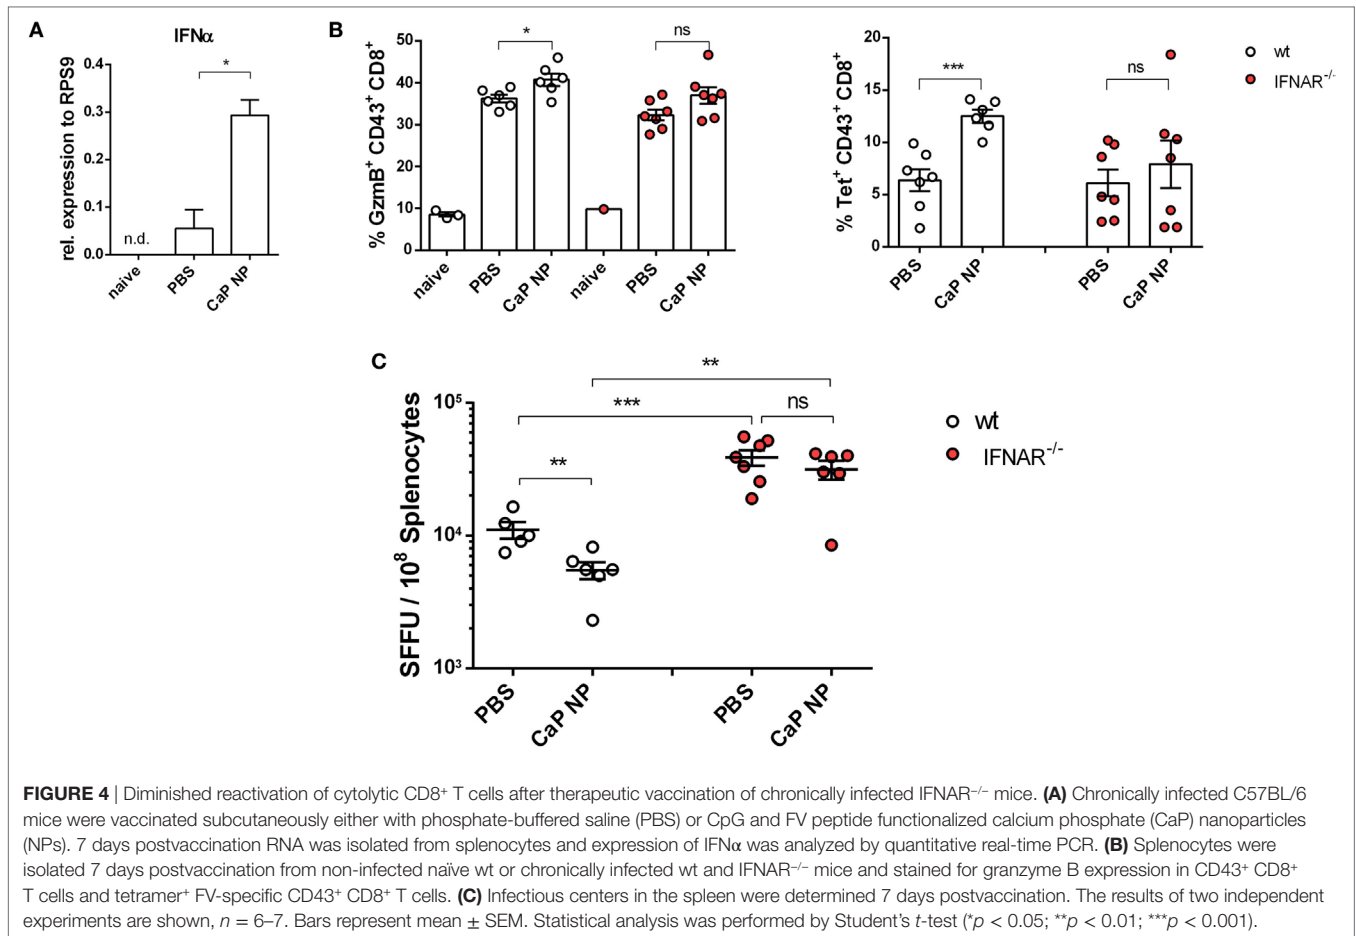 A
IFNα
*
rel. expression to RPS9
0.4
0.3
0.2
0.1
0.0
n.d.
naive
PBS
CaP NP
B
% GzmB⁺ CD43⁺ CD8⁺
50
40
30
20
10
0
*
ns
naive
PBS
CaP NP
naive
PBS
CaP NP
% Tet⁺ CD43⁺ CD8⁺
20
15
10
5
0
***
ns
PBS
CaP NP
PBS
CaP NP
wt
IFNAR⁻/⁻
C
SFFU / 10⁸ Splenocytes
10⁵
10⁴
10³
**
***
ns
**
PBS
CaP NP
PBS
CaP NP
wt
IFNAR⁻/⁻
FIGURE 4 | Diminished reactivation of cytolytic CD8⁺ T cells after therapeutic vaccination of chronically infected IFNAR⁻/⁻ mice. (A) Chronically infected C57BL/6
mice were vaccinated subcutaneously either with phosphate-buffered saline (PBS) or CpG and FV peptide functionalized calcium phosphate (CaP) nanoparticles
(NPs). 7 days postvaccination RNA was isolated from splenocytes and expression of IFNα was analyzed by quantitative real-time PCR. (B) Splenocytes were
isolated 7 days postvaccination from non-infected naïve wt or chronically infected wt and IFNAR⁻/⁻ mice and stained for granzyme B expression in CD43⁺ CD8⁺
T cells and tetramer⁺ FV-specific CD43⁺ CD8⁺ T cells. (C) Infectious centers in the spleen were determined 7 days postvaccination. The results of two independent
experiments are shown, n = 6–7. Bars represent mean ± SEM. Statistical analysis was performed by Student's t-test (*p < 0.05; **p < 0.01; ***p < 0.001).